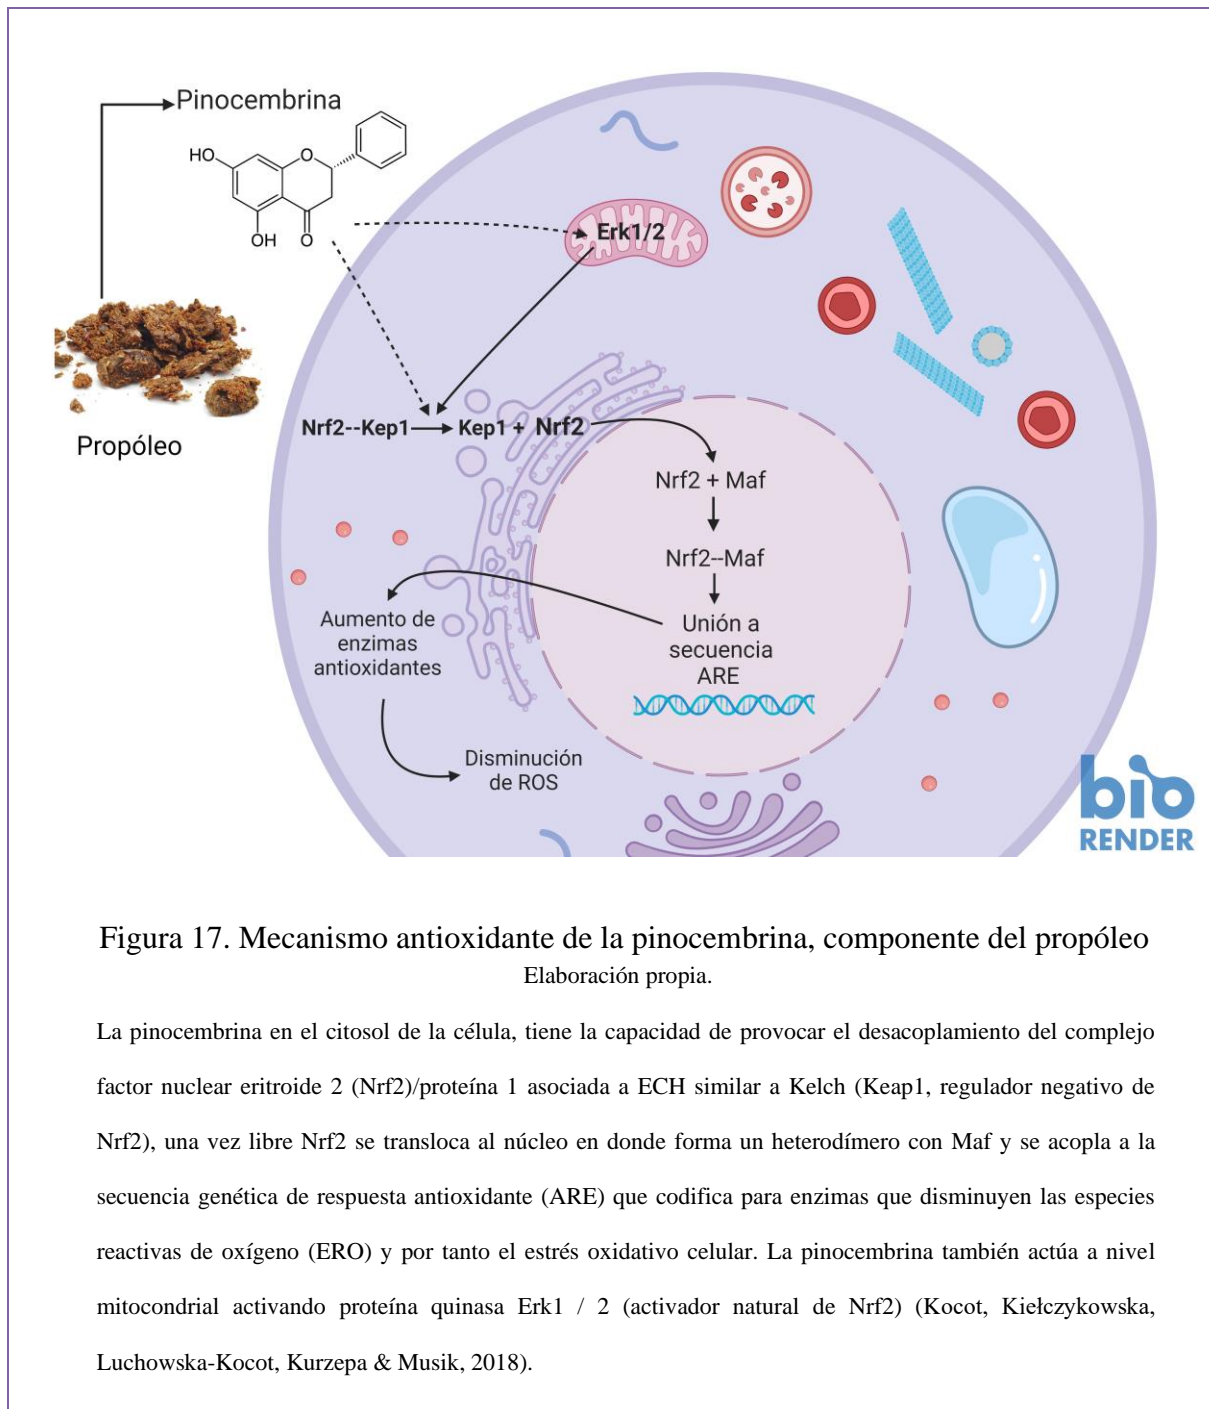 Pinocembrina
HO
O
OH
O
Erk1/2
Propóleo
Nrf2--Kep1
Kep1 + Nrf2
Nrf2 + Maf
Nrf2--Maf
Unión a
secuencia
ARE
Aumento de
enzimas
antioxidantes
Disminución
de ROS
bio
RENDER
Figura 17. Mecanismo antioxidante de la pinocembrina, componente del propóleo
Elaboración propia.
La pinocembrina en el citosol de la célula, tiene la capacidad de provocar el desacoplamiento del complejo
factor nuclear eritroide 2 (Nrf2)/proteína 1 asociada a ECH similar a Kelch (Keap1, regulador negativo de
Nrf2), una vez libre Nrf2 se transloca al núcleo en donde forma un heterodímero con Maf y se acopla a la
secuencia genética de respuesta antioxidante (ARE) que codifica para enzimas que disminuyen las especies
reactivas de oxígeno (ERO) y por tanto el estrés oxidativo celular. La pinocembrina también actúa a nivel
mitocondrial activando proteína quinasa Erk1 / 2 (activador natural de Nrf2) (Kocot, Kiełczykowska,
Luchowska-Kocot, Kurzepa & Musik, 2018).